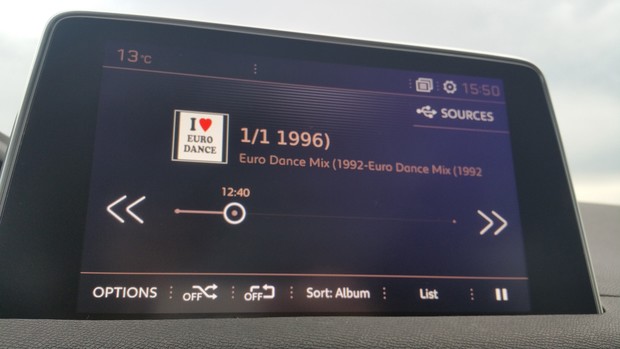 13°C
15:50
SOURCES
I ❤
EURO
DANCE
1/1 1996)
Euro Dance Mix (1992-Euro Dance Mix (1992
12:40
OPTIONS OFF OFF Sort: Album List